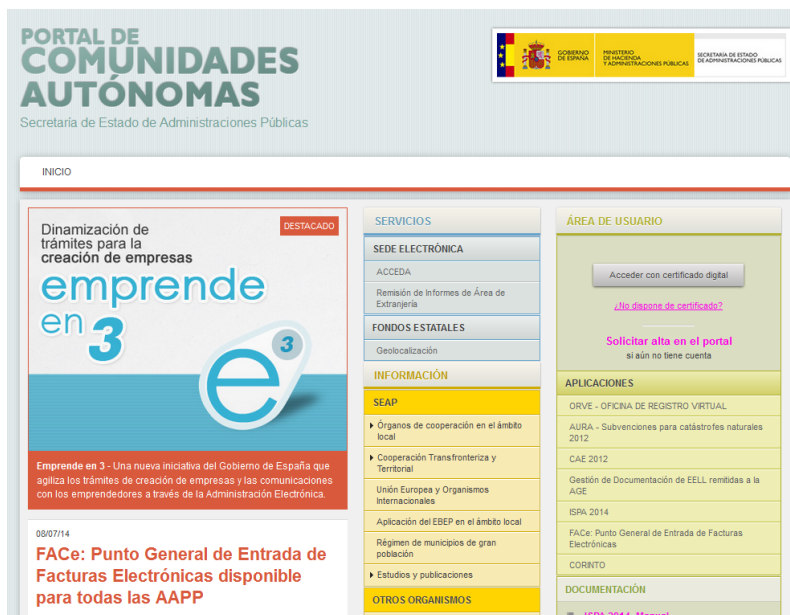 PORTAL DE
COMUNIDADES
AUTÓNOMAS
Secretaría de Estado de Administraciones Públicas
GOBIERNO
DE ESPAÑA
MINISTERIO
DE HACIENDA
Y ADMINISTRACIONES PÚBLICAS
SECRETARÍA DE ESTADO
DE ADMINISTRACIONES PÚBLICAS
INICIO
DESTACADO
Dinamización de
trámites para la
creación de empresas
emprende
en 3
e 3
Emprende en 3 - Una nueva iniciativa del Gobierno de España que
agiliza los trámites de creación de empresas y las comunicaciones
con los emprendedores a través de la Administración Electrónica.
08/07/14
FACe: Punto General de Entrada de
Facturas Electrónicas disponible
para todas las AAPP
SERVICIOS
SEDE ELECTRÓNICA
ACCEDA
Remisión de Informes de Área de
Extranjería
FONDOS ESTATALES
Geolocalización
INFORMACIÓN
SEAP
Órganos de cooperación en el ámbito
local
Cooperación Transfronteriza y
Territorial
Unión Europea y Organismos
Internacionales
Aplicación del EBEP en el ámbito local
Régimen de municipios de gran
población
Estudios y publicaciones
OTROS ORGANISMOS
ÁREA DE USUARIO
Acceder con certificado digital
¿No dispone de certificado?
Solicitar alta en el portal
si aún no tiene cuenta
APLICACIONES
ORVE - OFICINA DE REGISTRO VIRTUAL
AURA - Subvenciones para catástrofes naturales
2012
CAE 2012
Gestión de Documentación de EELL remitidas a la
AGE
ISPA 2014
FACe: Punto General de Entrada de Facturas
Electrónicas
CORINTO
DOCUMENTACIÓN
ISPA 2014. Manual